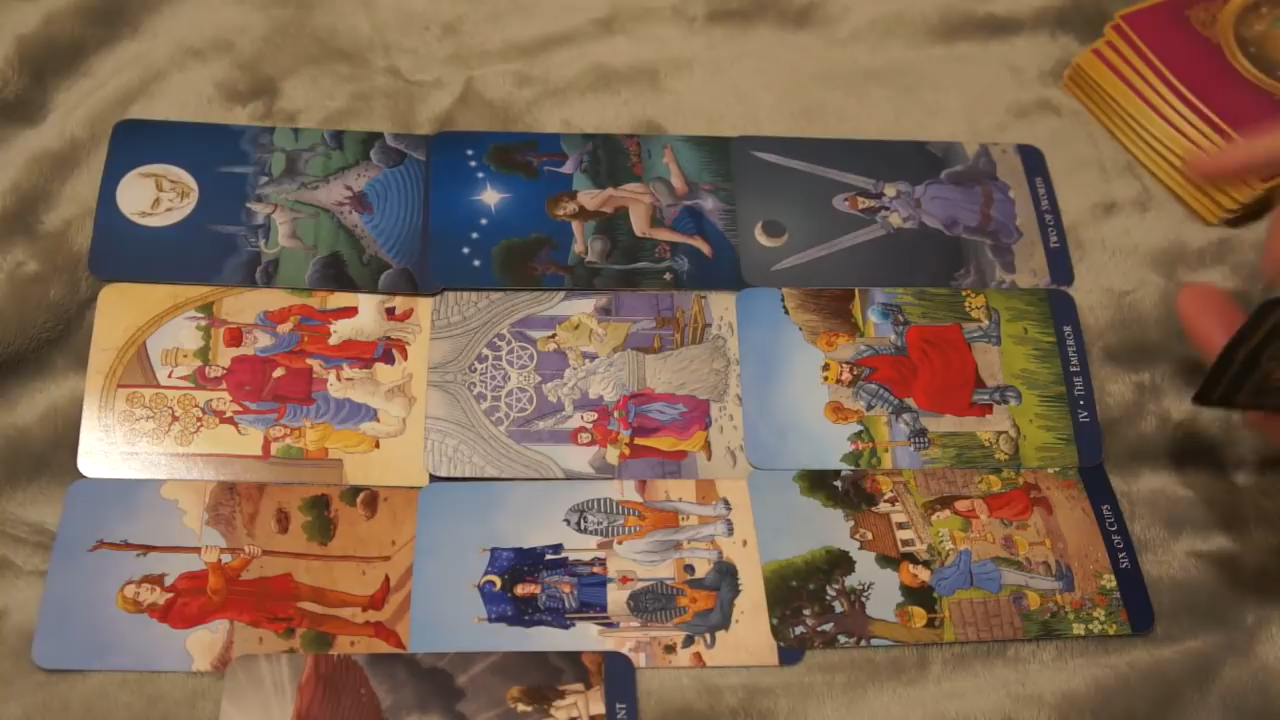 TWO OF SWORDS
IV • THE EMPEROR
SIX OF CUPS